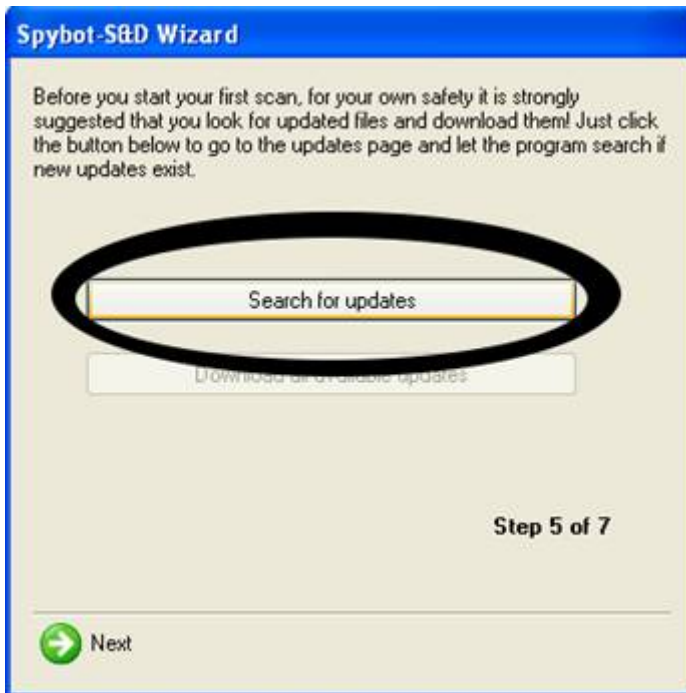 Spybot-S&D Wizard
Before you start your first scan, for your own safety it is strongly
suggested that you look for updated files and download them! Just click
the button below to go to the updates page and let the program search if
new updates exist.
Search for updates
Download all available updates
Step 5 of 7
Next